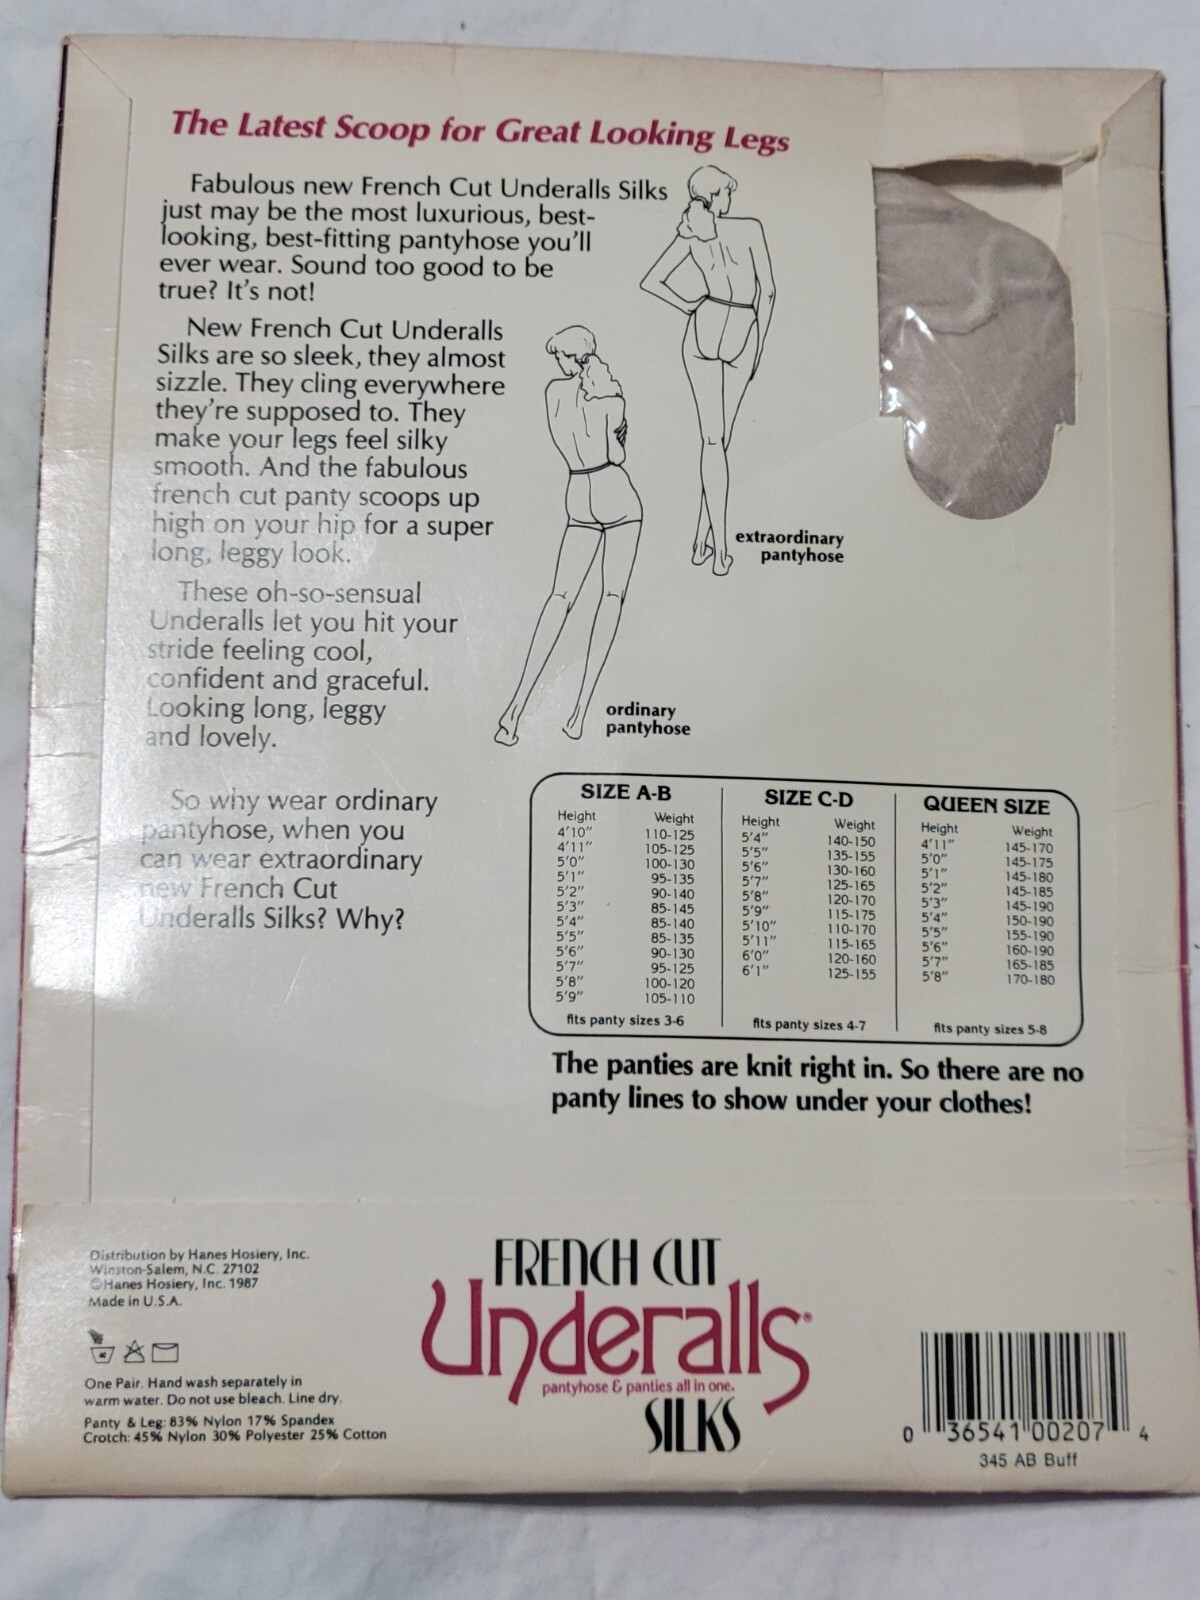 The Latest Scoop for Great Looking Legs
Fabulous new French Cut Underalls Silks
just may be the most luxurious, best-
looking, best-fitting pantyhose you'll
ever wear. Sound too good to be
true? It's not!
New French Cut Underalls
Silks are so sleek, they almost
sizzle. They cling everywhere
they're supposed to. They
make your legs feel silky
smooth. And the fabulous
french cut panty scoops up
high on your hip for a super
long, leggy look.
These oh-so-sensual
Underalls let you hit your
stride feeling cool,
confident and graceful.
Looking long, leggy
and lovely.
So why wear ordinary
pantyhose, when you
can wear extraordinary
new French Cut
Underalls Silks? Why?
extraordinary
pantyhose
ordinary
pantyhose
SIZE A-B
Height Weight
4'10" 110-125
4'11" 105-125
5'0" 100-130
5'1" 95-135
5'2" 90-140
5'3" 85-145
5'4" 85-140
5'5" 85-135
5'6" 90-130
5'7" 95-125
5'8" 100-120
5'9" 105-110
fits panty sizes 3-6
SIZE C-D
Height Weight
5'4" 140-150
5'5" 135-155
5'6" 130-160
5'7" 125-165
5'8" 120-170
5'9" 115-175
5'10" 110-170
5'11" 115-165
6'0" 120-160
6'1" 125-155
fits panty sizes 4-7
QUEEN SIZE
Height Weight
4'11" 145-170
5'0" 145-175
5'1" 145-180
5'2" 145-185
5'3" 145-190
5'4" 150-190
5'5" 155-190
5'6" 160-190
5'7" 165-185
5'8" 170-180
fits panty sizes 5-8
The panties are knit right in. So there are no
panty lines to show under your clothes!
Distribution by Hanes Hosiery, Inc.
Winston-Salem, N.C. 27102
©Hanes Hosiery, Inc. 1987
Made in U.S.A.
One Pair. Hand wash separately in
warm water. Do not use bleach. Line dry.
Panty & Leg: 83% Nylon 17% Spandex
Crotch: 45% Nylon 30% Polyester 25% Cotton
FRENCH CUT
Underalls®
pantyhose & panties all in one.
SILKS
0 36541 00207 4
345 AB Buff